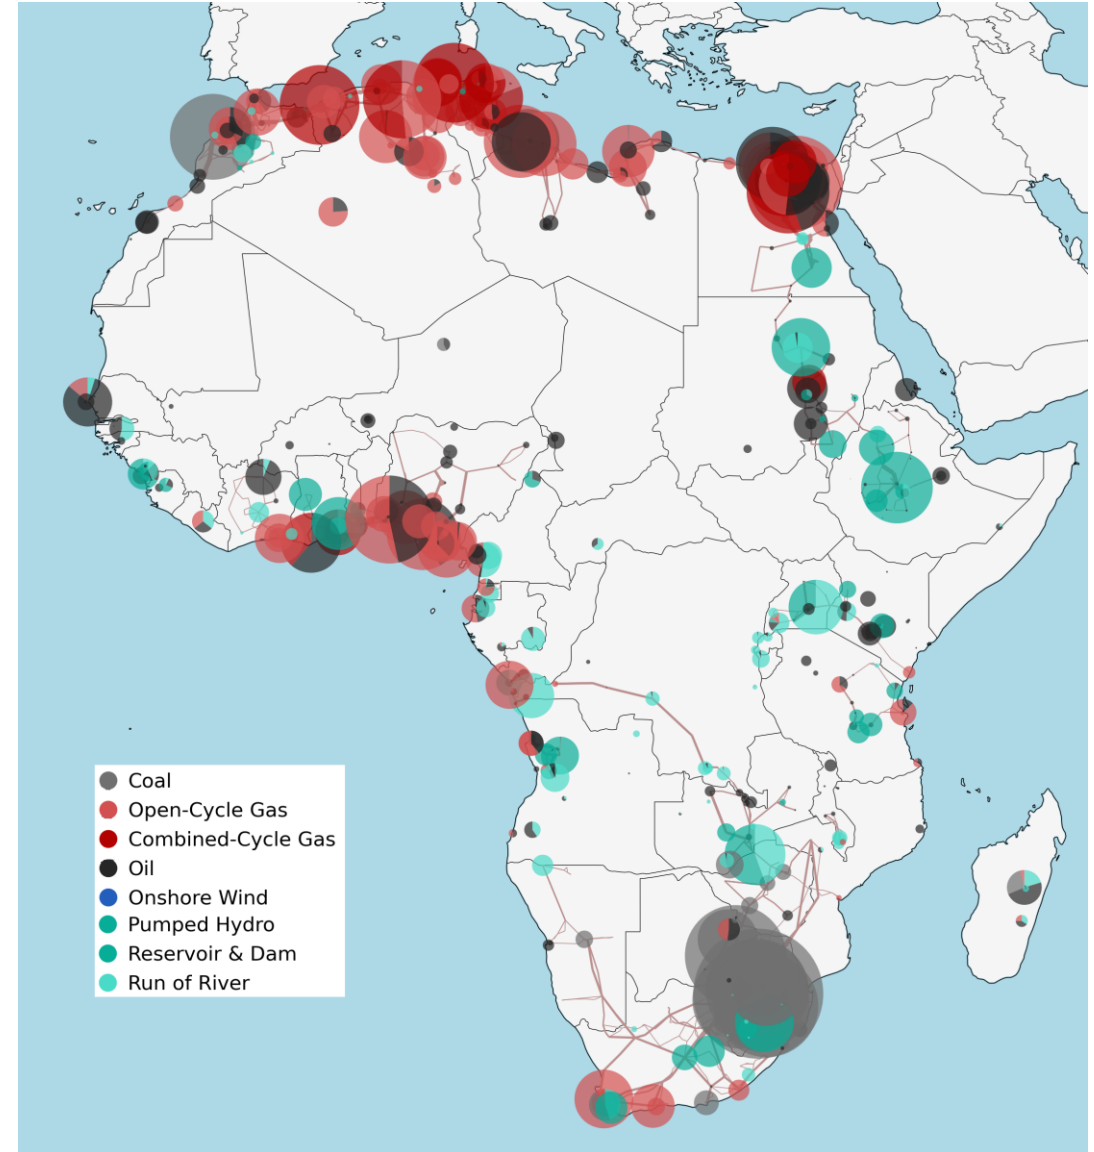 Coal
Open-Cycle Gas
Combined-Cycle Gas
Oil
Onshore Wind
Pumped Hydro
Reservoir & Dam
Run of River